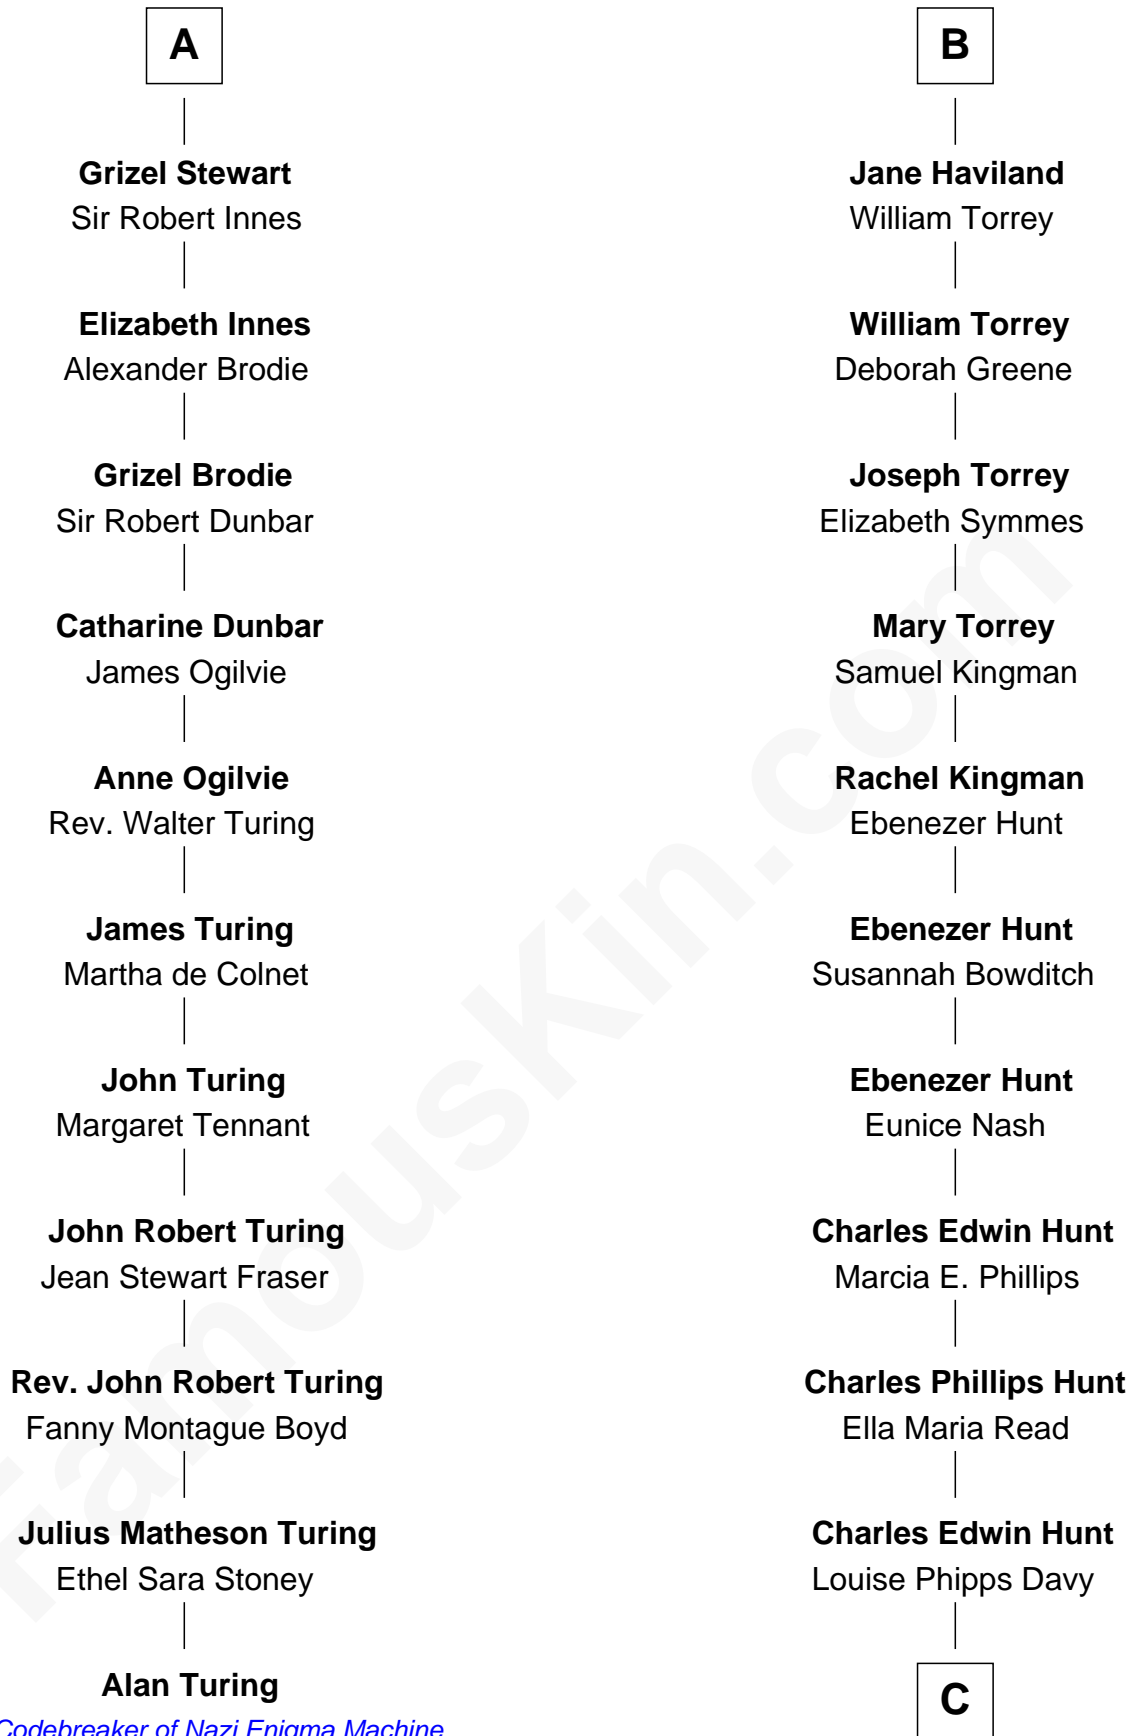 A
Grizel Stewart
Sir Robert Innes
Elizabeth Innes
Alexander Brodie
Grizel Brodie
Sir Robert Dunbar
Catharine Dunbar
James Ogilvie
Anne Ogilvie
Rev. Walter Turing
James Turing
Martha de Colnet
John Turing
Margaret Tennant
John Robert Turing
Jean Stewart Fraser
Rev. John Robert Turing
Fanny Montague Boyd
Julius Matheson Turing
Ethel Sara Stoney
Alan Turing
Codebreaker of Nazi Enigma Machine
B
Jane Haviland
William Torrey
William Torrey
Deborah Greene
Joseph Torrey
Elizabeth Symmes
Mary Torrey
Samuel Kingman
Rachel Kingman
Ebenezer Hunt
Ebenezer Hunt
Susannah Bowditch
Ebenezer Hunt
Eunice Nash
Charles Edwin Hunt
Marcia E. Phillips
Charles Phillips Hunt
Ella Maria Read
Charles Edwin Hunt
Louise Phipps Davy
C
FamousKin.com